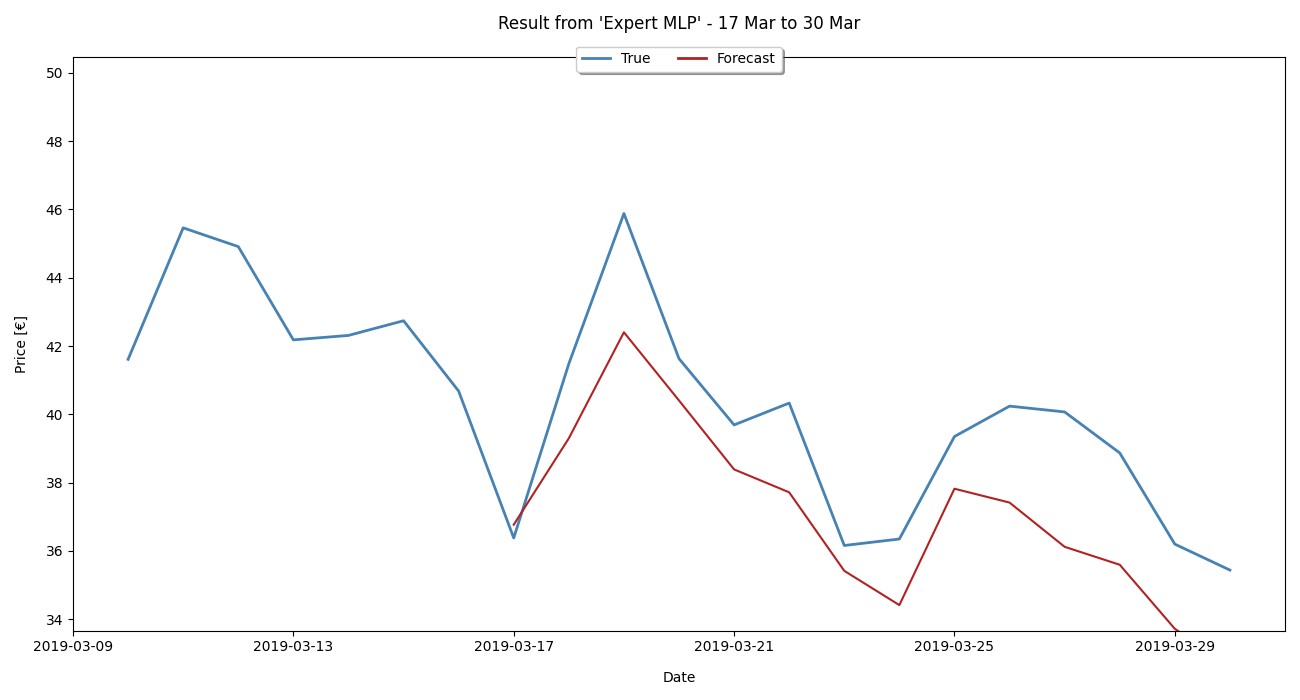 Result from 'Expert MLP' - 17 Mar to 30 Mar
True Forecast
50
48
46
44
42
40
38
36
34
Price [€]
2019-03-09 2019-03-13 2019-03-17 2019-03-21 2019-03-25 2019-03-29
Date